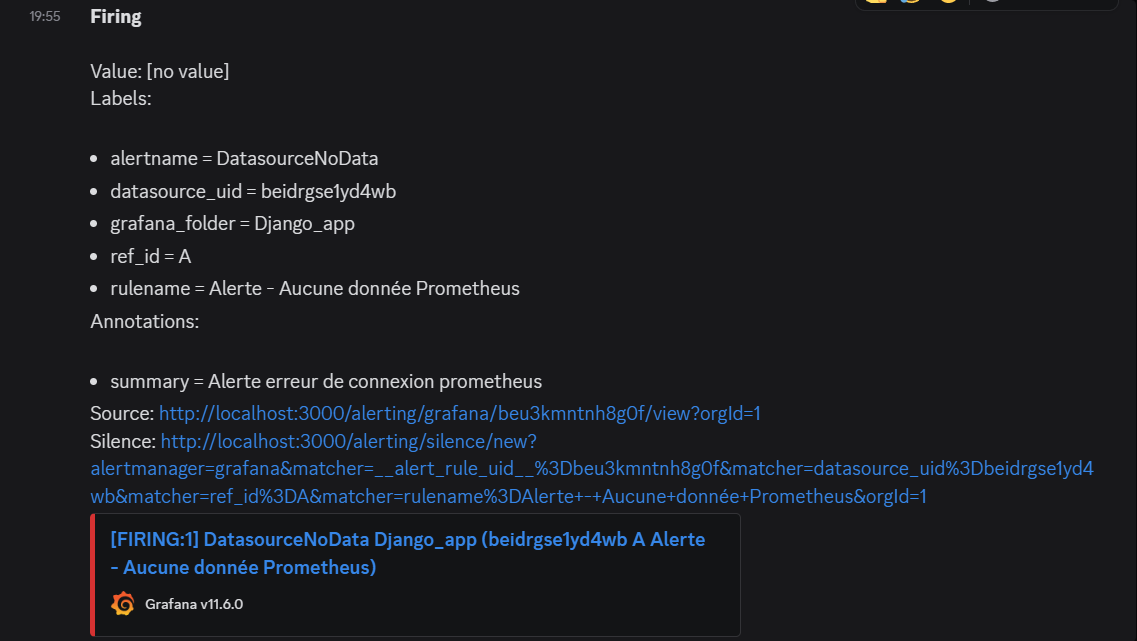 19:55 Firing
Value: [no value]
Labels:
• alertname = DatasourceNoData
• datasource_uid = beidrgse1yd4wb
• grafana_folder = Django_app
• ref_id = A
• rulename = Alerte - Aucune donnée Prometheus
Annotations:
• summary = Alerte erreur de connexion prometheus
Source: http://localhost:3000/alerting/grafana/beu3kmntnh8g0f/view?orgId=1
Silence: http://localhost:3000/alerting/silence/new?
alertmanager=grafana&matcher=__alert_rule_uid__%3Dbeu3kmntnh8g0f&matcher=datasource_uid%3Dbeidrgse1yd4
wb&matcher=ref_id%3DA&matcher=rulename%3DAlerte+-+Aucune+donnée+Prometheus&orgId=1
[FIRING:1] DatasourceNoData Django_app (beidrgse1yd4wb A Alerte
- Aucune donnée Prometheus)
Grafana v11.6.0